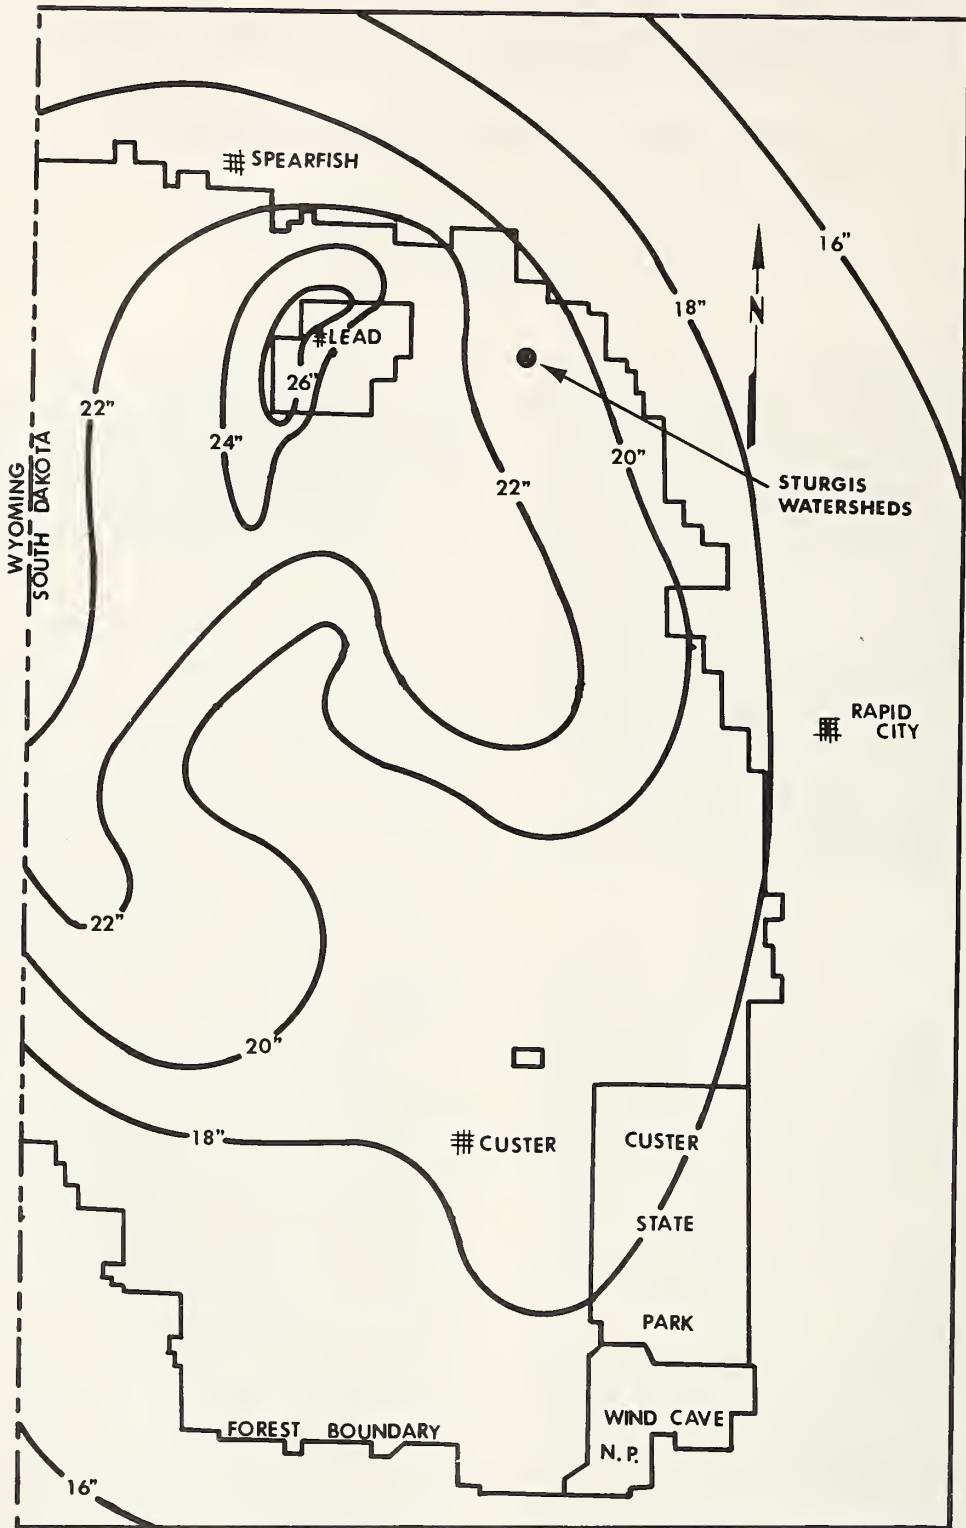 SPEARFISH
16”
18”
N
LEAD
26”
22”
24”
20”
22”
STURGIS
WATERSHEDS
WYOMING
SOUTH DAKOTA
RAPID
CITY
22”
20”
18”
CUSTER
CUSTER
STATE
PARK
FOREST BOUNDARY
WIND CAVE
N. P.
16”